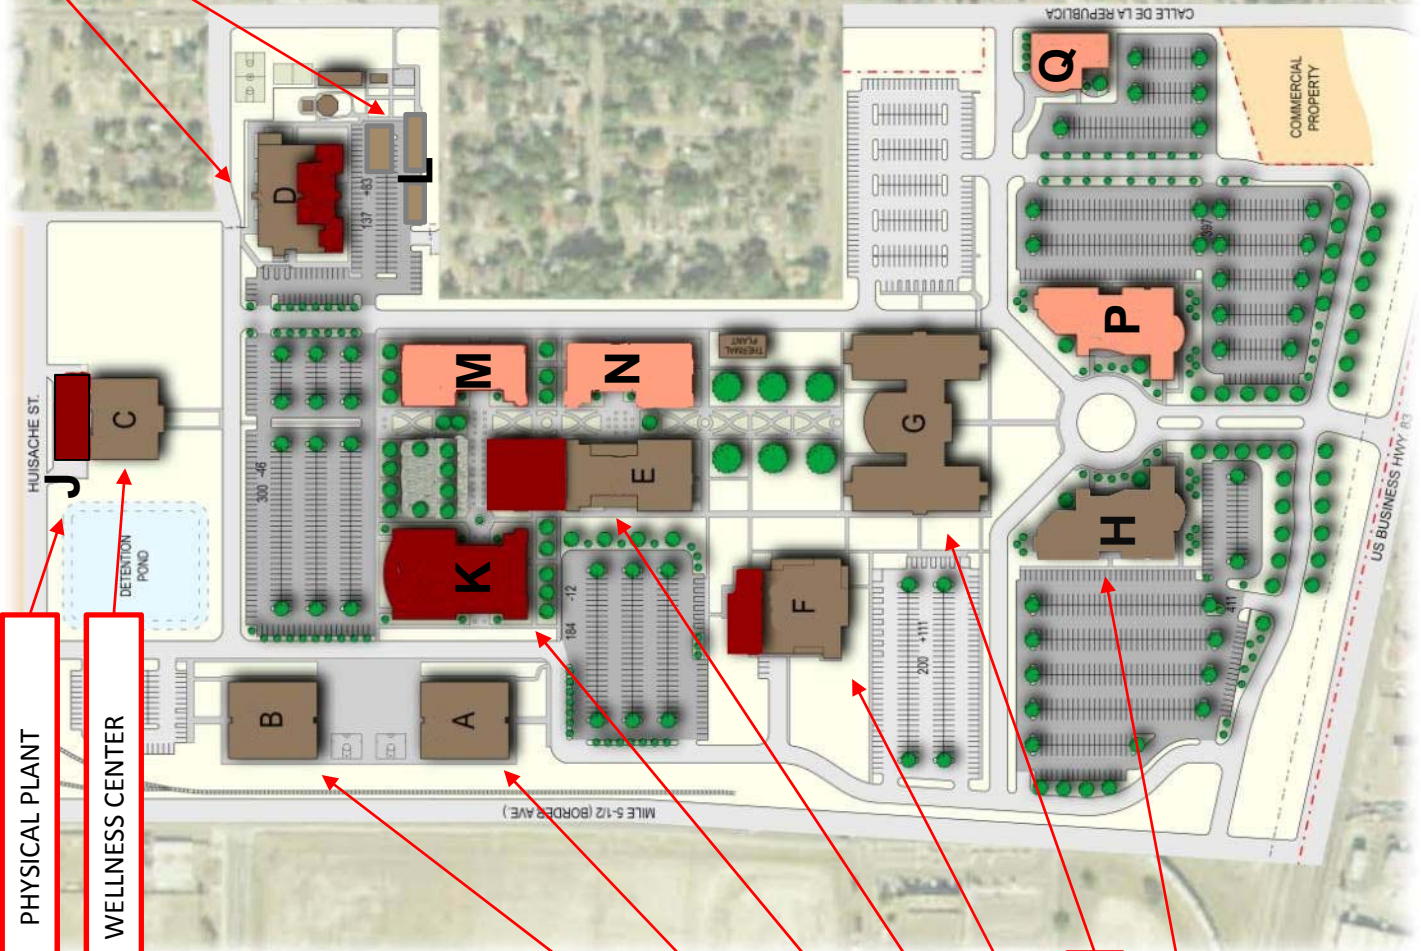 CALLE DE LA REPUBLICA
Q
COMMERCIAL
PROPERTY
D
L
137 +83
397
HUISACHE ST.
C
J
DETENTION
POND
300 -46
M
N
THERMAL
PLANT
P
G
E
K
H
US BUSINESS HWY 83
184 -12
F
200 +111
411
B
A
PHYSICAL PLANT
WELLNESS CENTER
MILE 5-1/2 (BORDER AVE.)